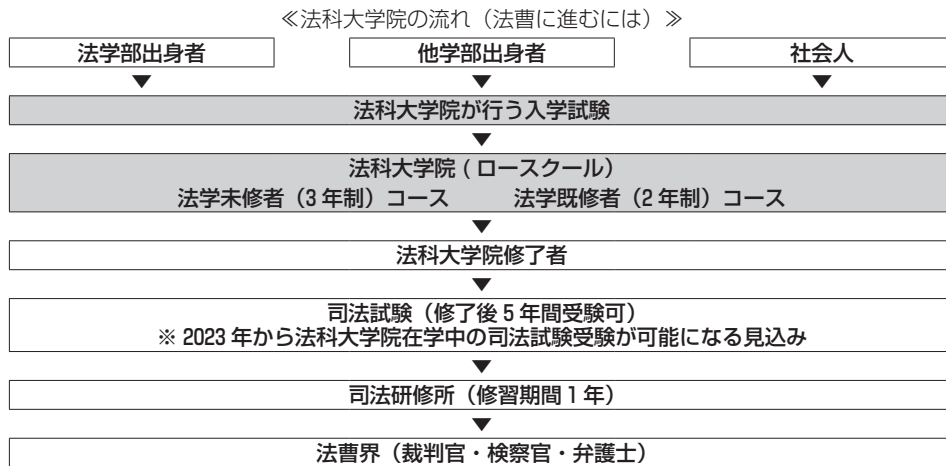 ≪法科大学院の流れ（法曹に進むには）≫
法学部出身者 他学部出身者 社会人
▼ ▼ ▼
法科大学院が行う入学試験
▼
法科大学院 ( ロースクール）
法学未修者（3 年制）コース 法学既修者（2 年制）コース
▼
法科大学院修了者
▼
司法試験（修了後 5 年間受験可）
※ 2023 年から法科大学院在学中の司法試験受験が可能になる見込み
▼
司法研修所（修習期間 1 年）
▼
法曹界（裁判官・検察官・弁護士）